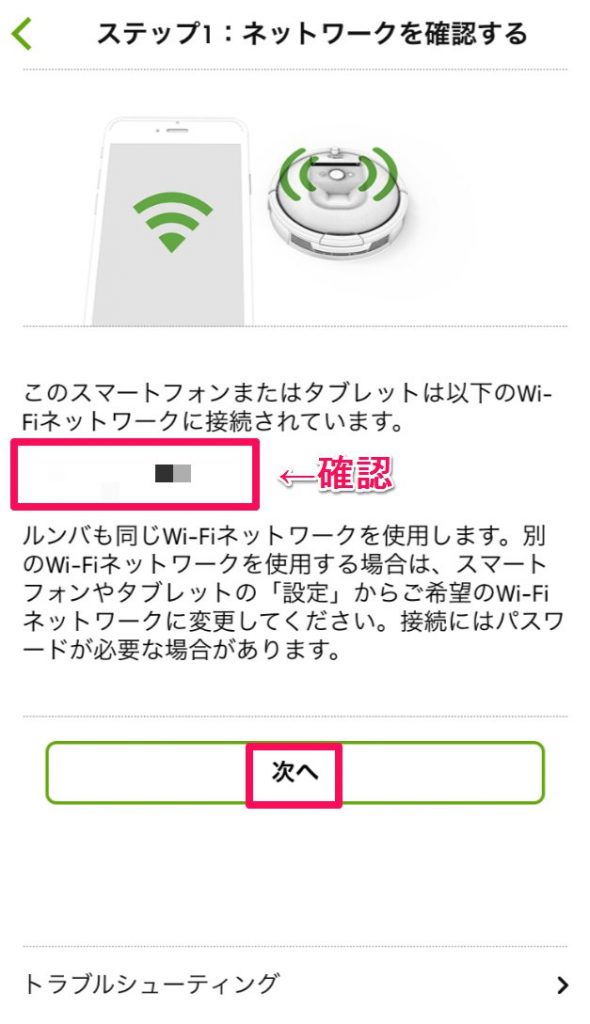 ステップ1：ネットワークを確認する
このスマートフォンまたはタブレットは以下のWi-
Fiネットワークに接続されています。
←確認
ルンバも同じWi-Fiネットワークを使用します。別
のWi-Fiネットワークを使用する場合は、スマート
フォンやタブレットの「設定」からご希望のWi-Fi
ネットワークに変更してください。接続にはパスワ
ードが必要な場合があります。
次へ
トラブルシューティング